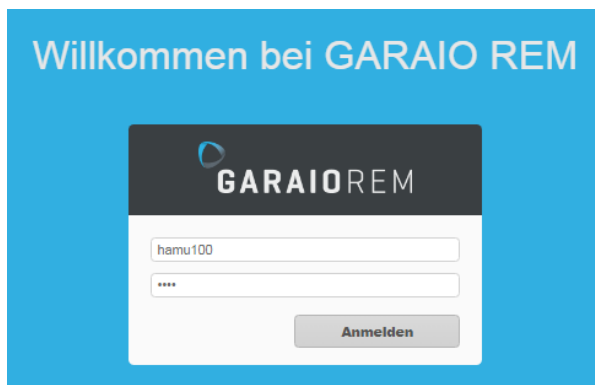 Willkommen bei GARAIO REM
GARAIOREM
hamu100
••••
Anmelden